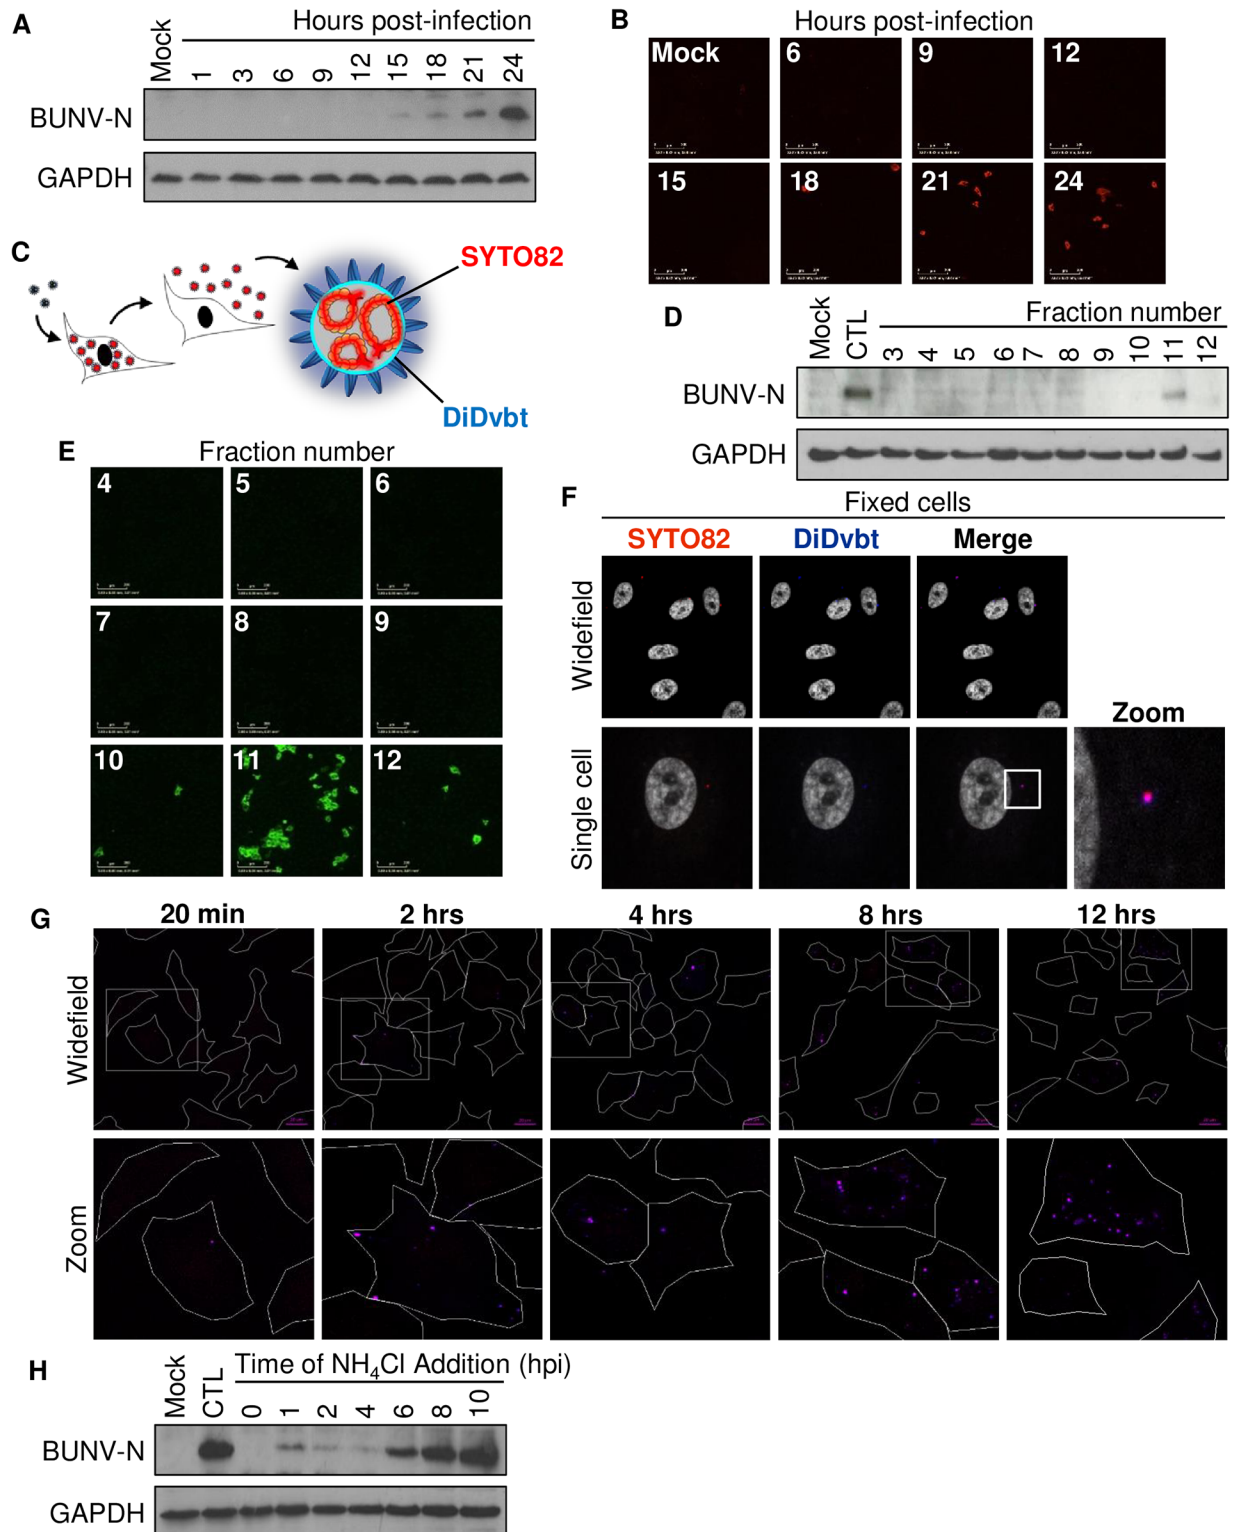 A
Hours post-infection
Mock
1
3
6
9
12
15
18
21
24
BUNV-N
GAPDH
B
Hours post-infection
Mock
6
9
12
15
18
21
24
C
SYTO82
DiDvbt
D
Fraction number
Mock
CTL
3
4
5
6
7
8
9
10
11
12
BUNV-N
GAPDH
E
Fraction number
4
5
6
7
8
9
10
11
12
F
Fixed cells
SYTO82
DiDvbt
Merge
Widefield
Zoom
Single cell
G
20 min
2 hrs
4 hrs
8 hrs
12 hrs
Widefield
Zoom
H
Time of NH₄Cl Addition (hpi)
Mock
CTL
0
1
2
4
6
8
10
BUNV-N
GAPDH